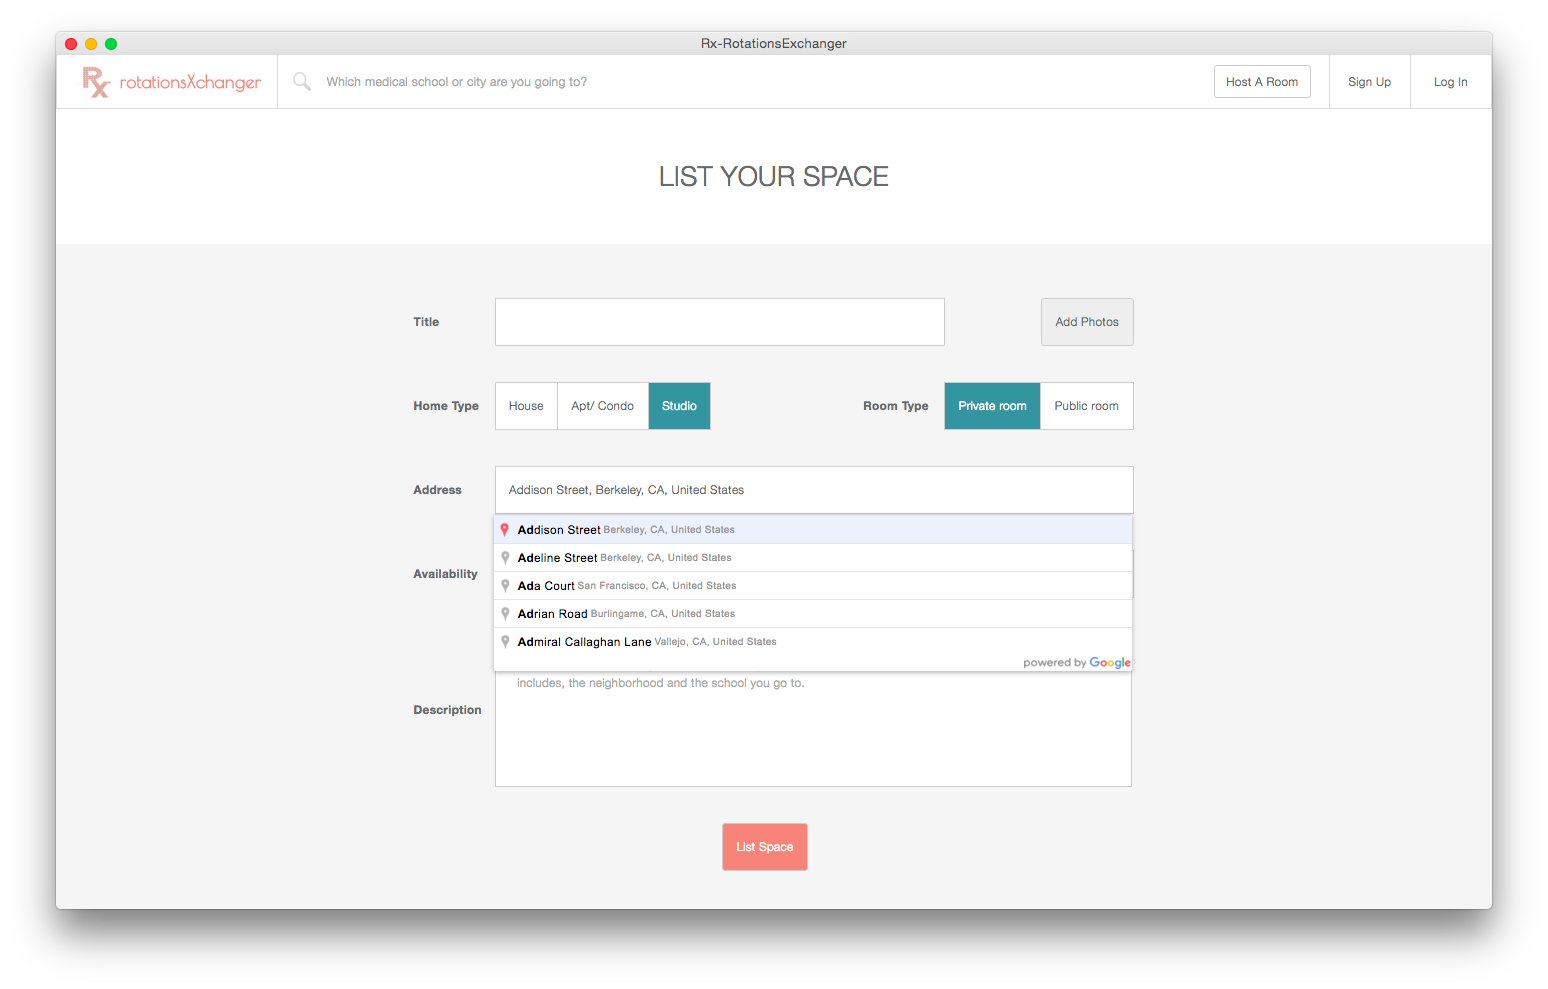 Rx-RotationsExchanger
Rx rotationsXchanger
Which medical school or city are you going to?
Host A Room
Sign Up
Log In
LIST YOUR SPACE
Title
Add Photos
Home Type
House
Apt/ Condo
Studio
Room Type
Private room
Public room
Address
Addison Street, Berkeley, CA, United States
Addison Street Berkeley, CA, United States
Adeline Street Berkeley, CA, United States
Availability
Ada Court San Francisco, CA, United States
Adrian Road Burlingame, CA, United States
Admiral Callaghan Lane Vallejo, CA, United States
powered by Google
includes, the neighborhood and the school you go to.
Description
List Space